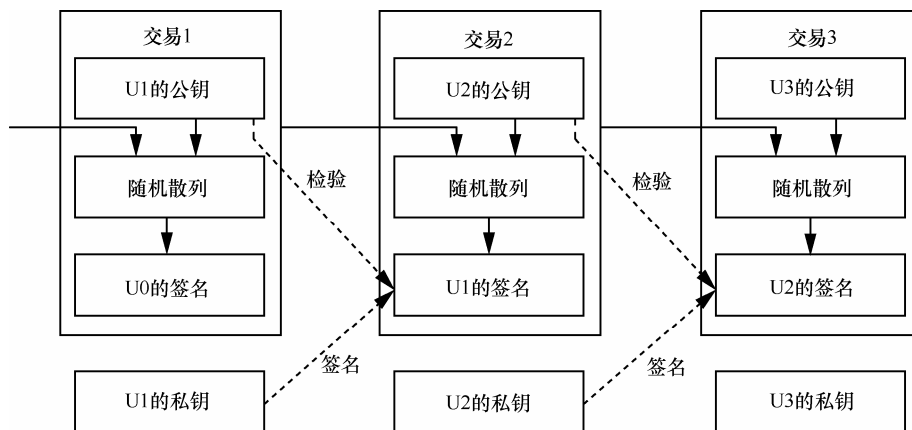 交易1
交易2
交易3
U1的公钥
U2的公钥
U3的公钥
检验
检验
随机散列
随机散列
随机散列
U0的签名
U1的签名
U2的签名
签名
签名
U1的私钥
U2的私钥
U3的私钥